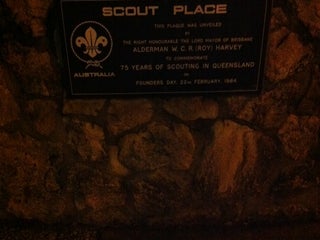 SCOUT PLACE
THIS PLAQUE WAS UNVEILED
BY
THE RIGHT HONOURABLE THE LORD MAYOR OF BRISBANE
ALDERMAN W. C. R. (ROY) HARVEY
TO COMMEMORATE
75 YEARS OF SCOUTING IN QUEENSLAND
ON
FOUNDERS DAY, 22ND FEBRUARY, 1984.
AUSTRALIA